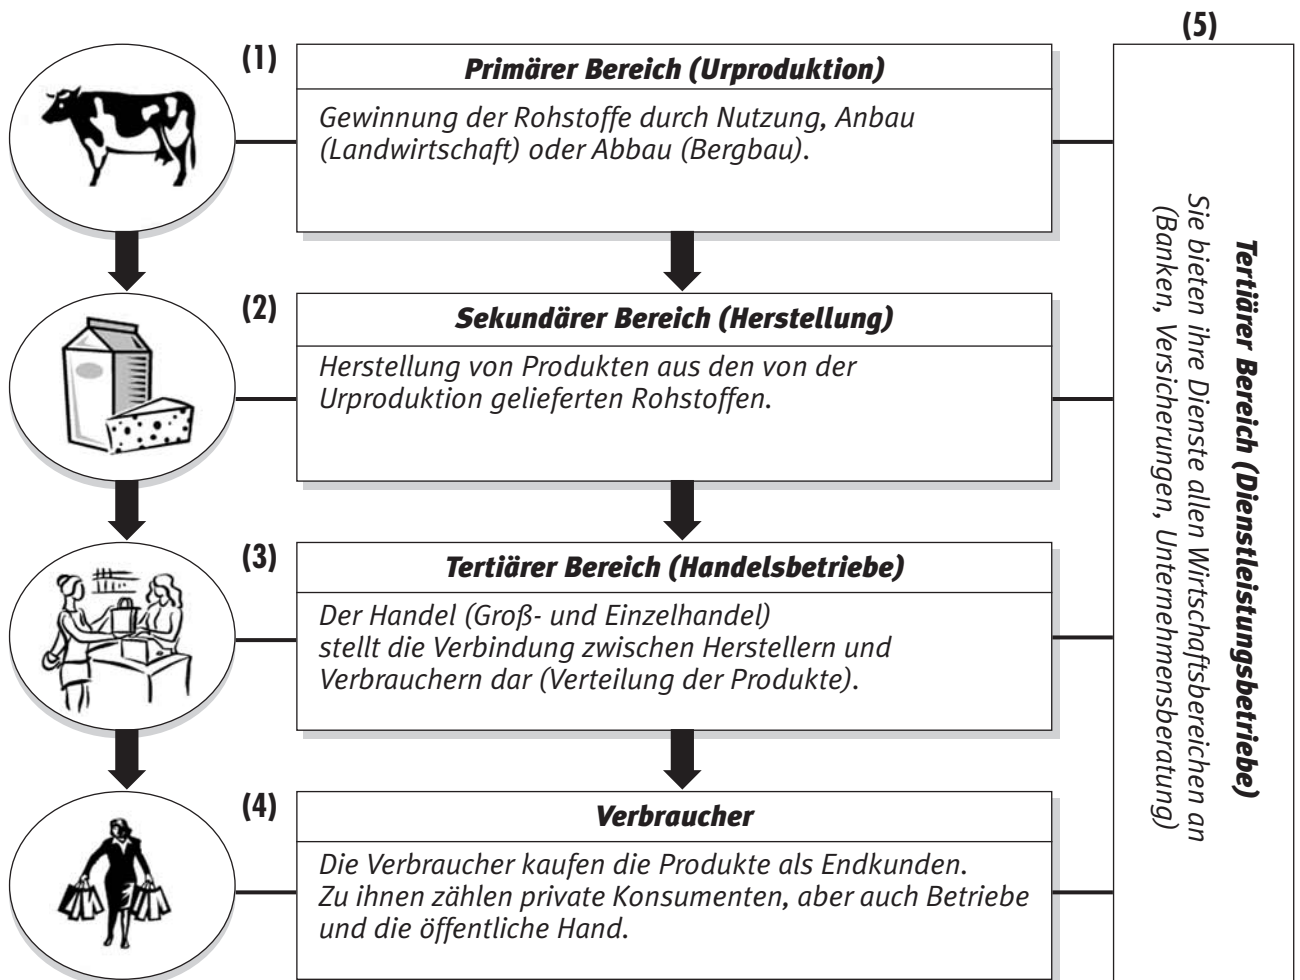 (1)
Primärer Bereich (Urproduktion)
Gewinnung der Rohstoffe durch Nutzung, Anbau
(Landwirtschaft) oder Abbau (Bergbau).
(2)
Sekundärer Bereich (Herstellung)
Herstellung von Produkten aus den von der
Urproduktion gelieferten Rohstoffen.
(3)
Tertiärer Bereich (Handelsbetriebe)
Der Handel (Groß- und Einzelhandel)
stellt die Verbindung zwischen Herstellern und
Verbrauchern dar (Verteilung der Produkte).
(4)
Verbraucher
Die Verbraucher kaufen die Produkte als Endkunden.
Zu ihnen zählen private Konsumenten, aber auch Betriebe
und die öffentliche Hand.
(5)
Tertiärer Bereich (Dienstleistungsbetriebe)
Sie bieten ihre Dienste allen Wirtschaftsbereichen an
(Banken, Versicherungen, Unternehmensberatung)